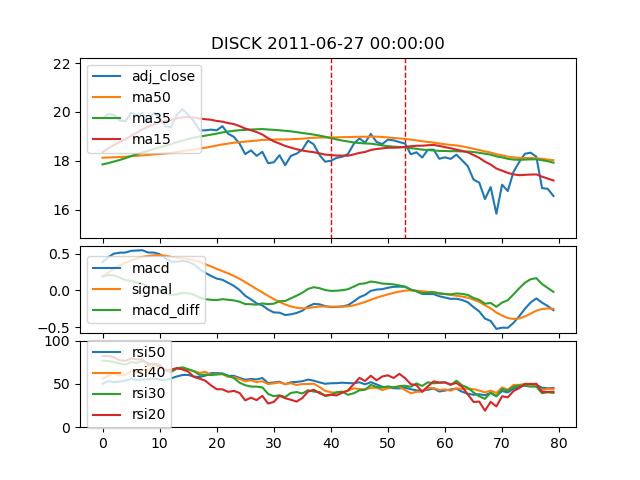 DISCK 2011-06-27 00:00:00
22
20
18
16
adj_close
ma50
ma35
ma15
0.5
0.0
−0.5
macd
signal
macd_diff
100
50
0
rsi50
rsi40
rsi30
rsi20
0 10 20 30 40 50 60 70 80